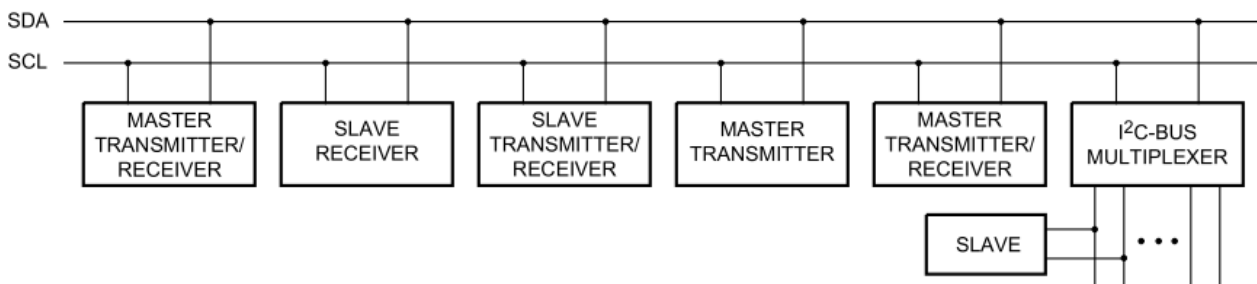 SDA
SCL
MASTER
TRANSMITTER/
RECEIVER
SLAVE
RECEIVER
SLAVE
TRANSMITTER/
RECEIVER
MASTER
TRANSMITTER
MASTER
TRANSMITTER/
RECEIVER
I²C-BUS
MULTIPLEXER
SLAVE